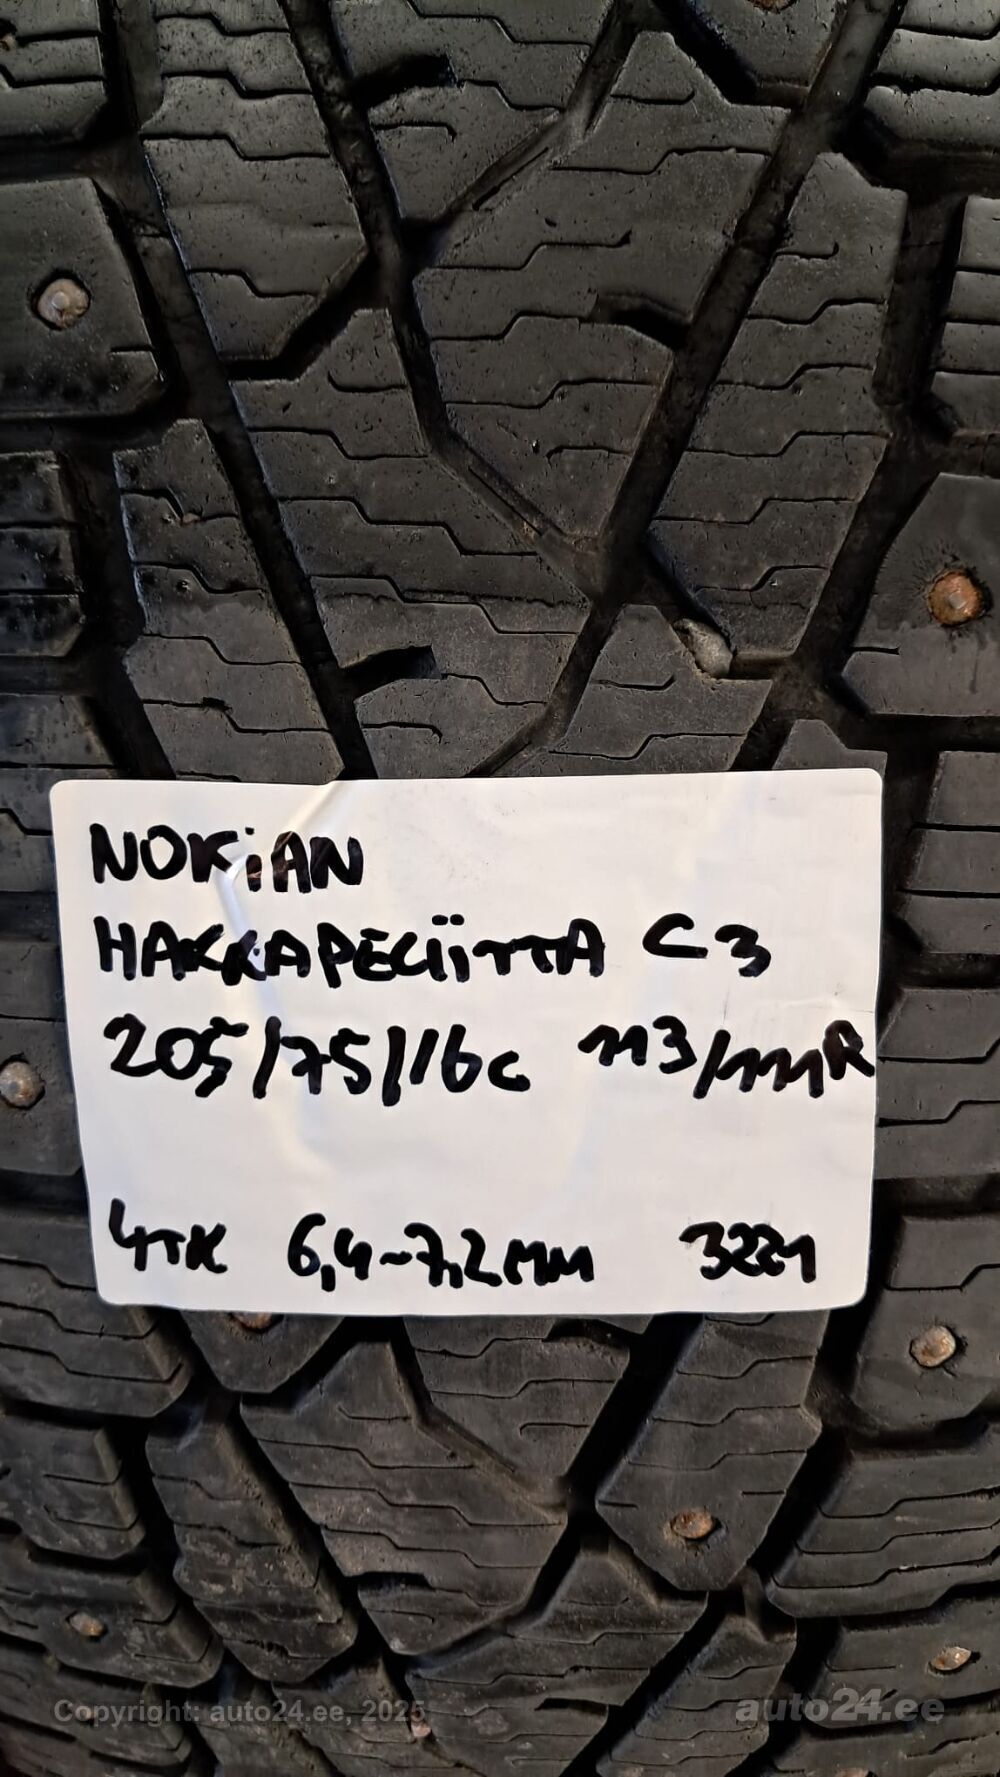 NOKiAN
HAKKAPELiiTTA C3
205/75/16c 113/111R
4TK 6,4-7,2MM 3221
Copyright: auto24.ee, 2025
auto24.ee